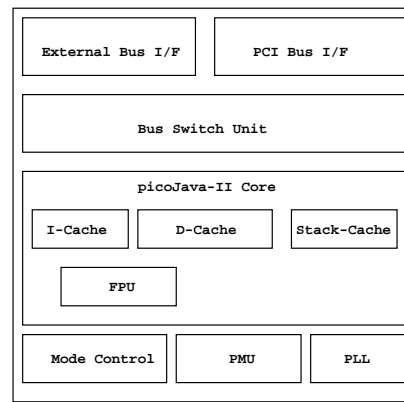 External Bus I/F
PCI Bus I/F
Bus Switch Unit
picoJava-II Core
I-Cache
D-Cache
Stack-Cache
FPU
Mode Control
PMU
PLL